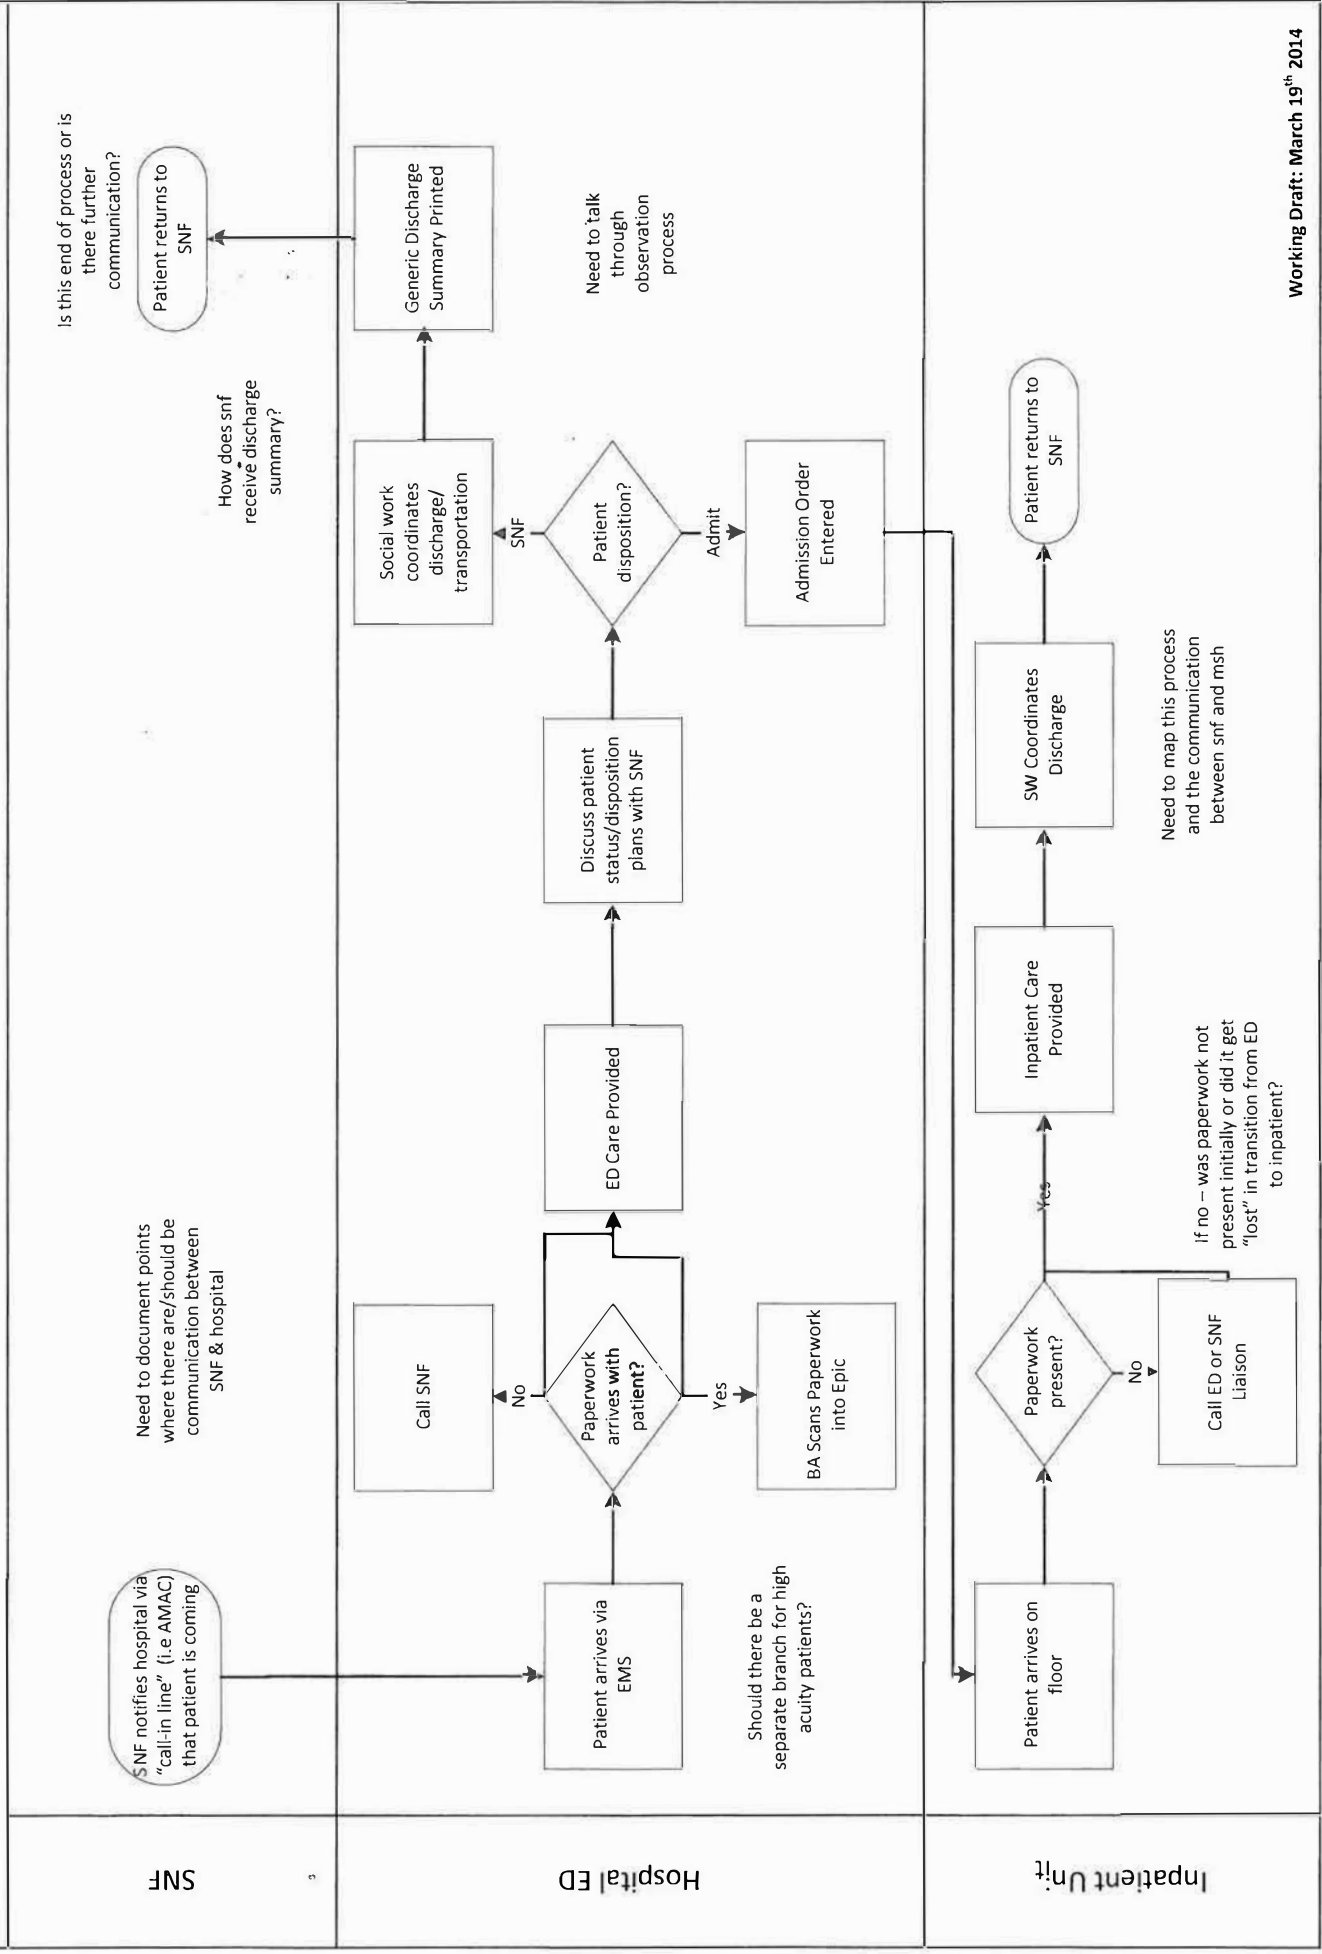 SNF
SNF notifies hospital via
“call-in line” (i.e AMAC)
that patient is coming
Need to document points
where there are/should be
communication between
SNF & hospital
How does snf
receive discharge
summary?
Is this end of process or is
there further
communication?
Patient returns to
SNF
Hospital ED
Patient arrives via
EMS
Should there be a
separate branch for high
acuity patients?
Call SNF
No
Paperwork
arrives with
patient?
Yes
BA Scans Paperwork
into Epic
ED Care Provided
Discuss patient
status/disposition
plans with SNF
Social work
coordinates
discharge/
transportation
SNF
Patient
disposition?
Admit
Admission Order
Entered
Generic Discharge
Summary Printed
Need to talk
through
observation
process
Inpatient Unit
Patient arrives on
floor
Paperwork
present?
No
Call ED or SNF
Liaison
Yes
If no – was paperwork not
present initially or did it get
“lost” in transition from ED
to inpatient?
Inpatient Care
Provided
SW Coordinates
Discharge
Need to map this process
and the communication
between snf and msh
Patient returns to
SNF
Working Draft: March 19th 2014